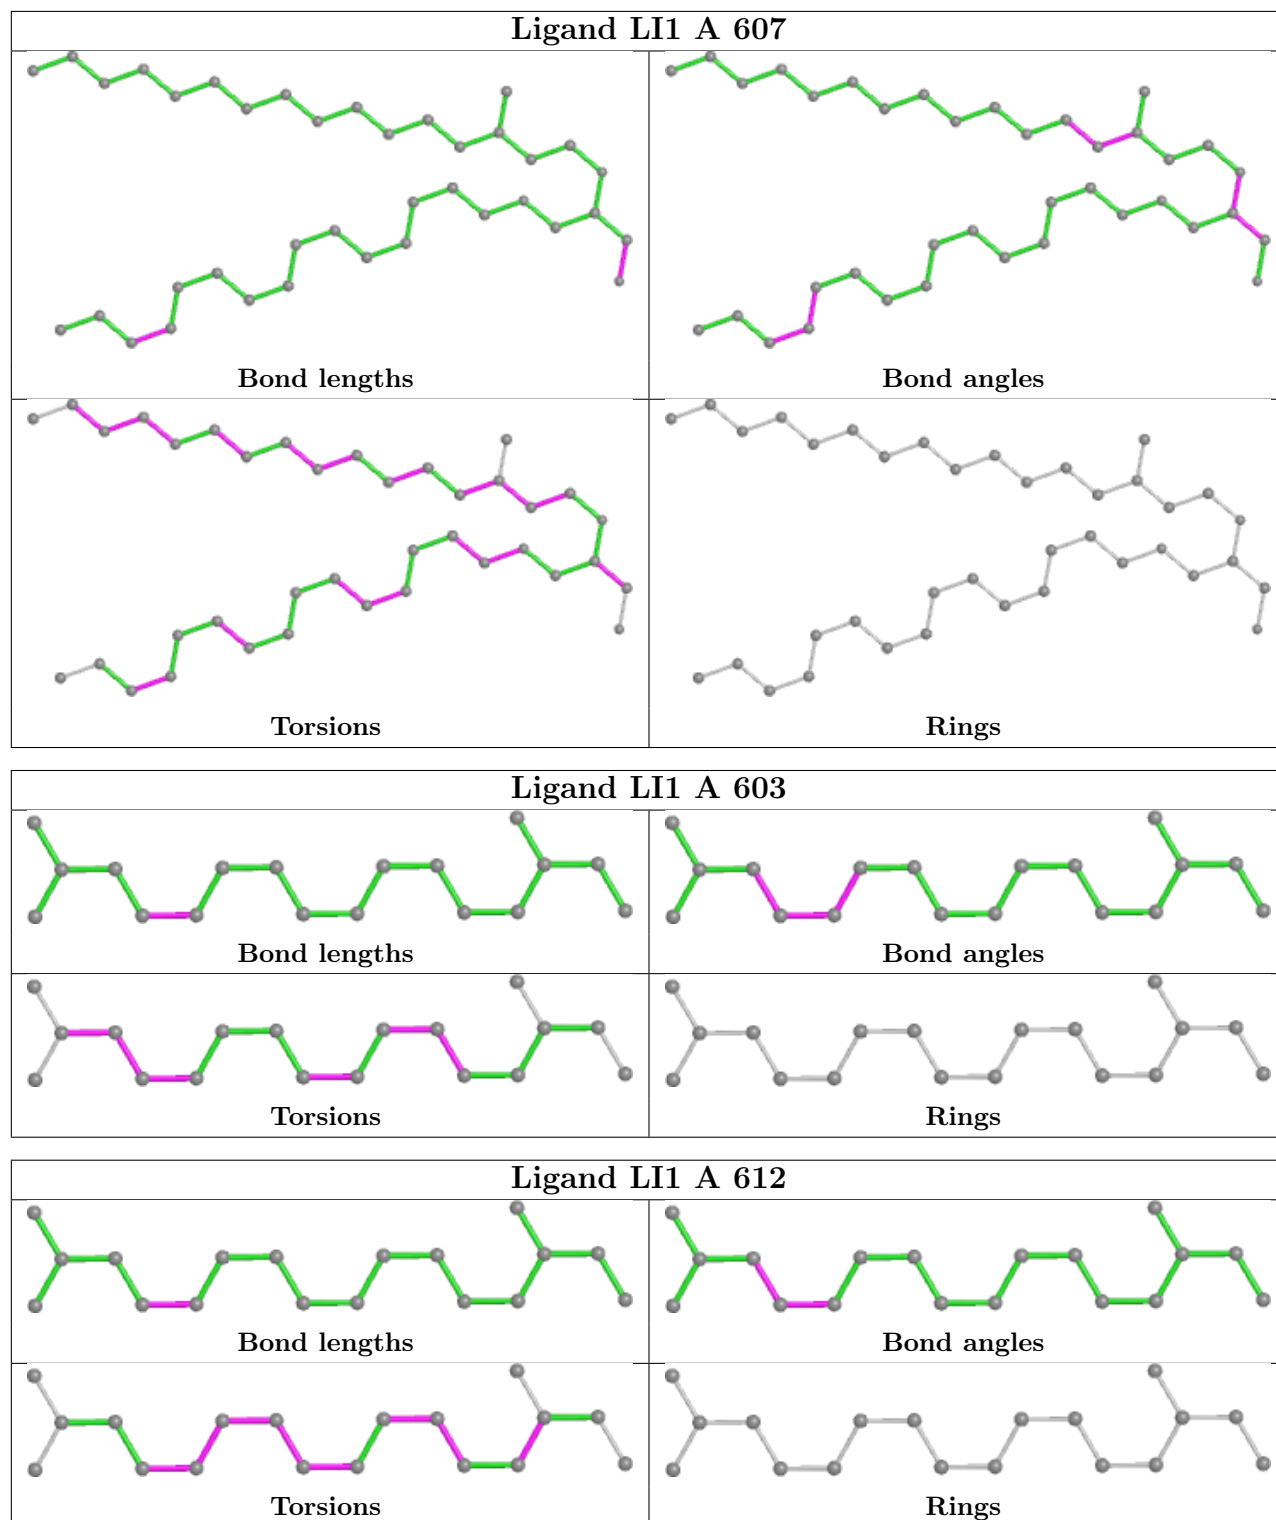 Ligand LI1 A 607
Bond lengths
Bond angles
Torsions
Rings
Ligand LI1 A 603
Bond lengths
Bond angles
Torsions
Rings
Ligand LI1 A 612
Bond lengths
Bond angles
Torsions
Rings